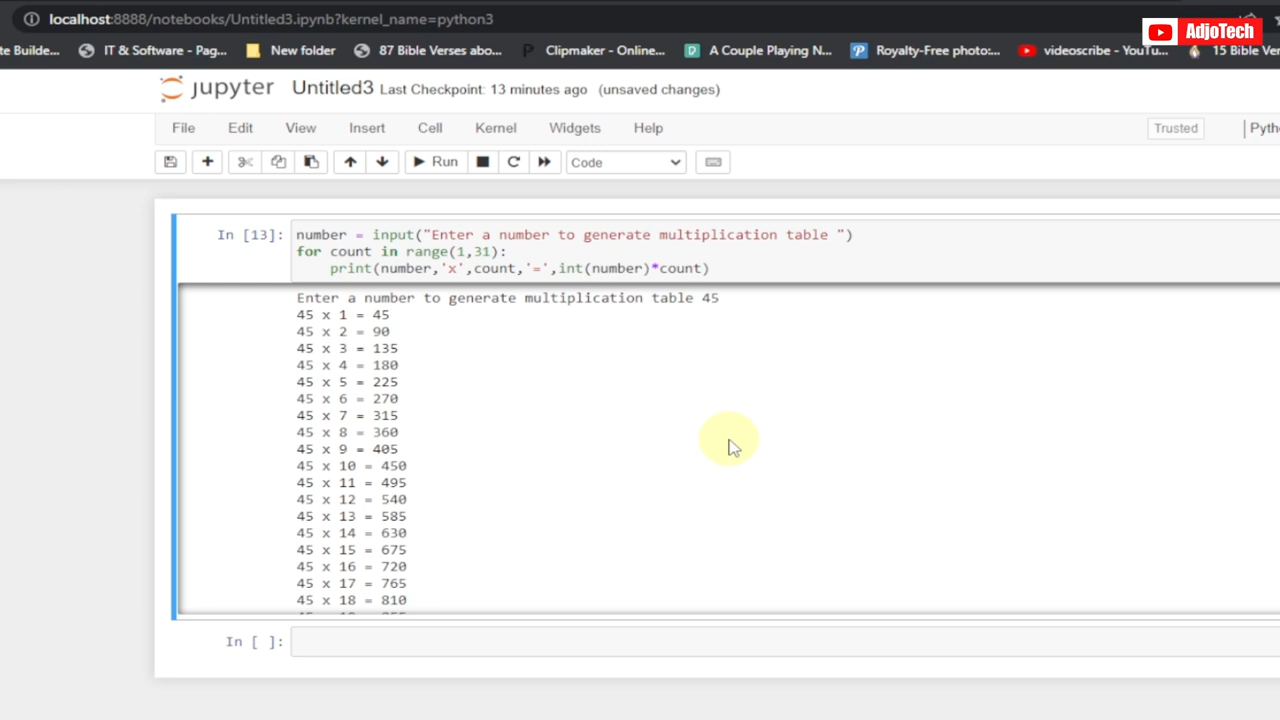 localhost:8888/notebooks/Untitled3.ipynb?kernel_name=python3
AdjoTech
te Builde... IT & Software - Pag... New folder 87 Bible Verses abo... Clipmaker - Online... A Couple Playing N... Royalty-Free photo:... videoscribe - YouTu... 15 Bible Ver
jupyter Untitled3 Last Checkpoint: 13 minutes ago (unsaved changes)
File Edit View Insert Cell Kernel Widgets Help Trusted Pyth
Run Code
In [13]: number = input("Enter a number to generate multiplication table ")
for count in range(1,31):
print(number,'x',count,'=',int(number)*count)
Enter a number to generate multiplication table 45
45 x 1 = 45
45 x 2 = 90
45 x 3 = 135
45 x 4 = 180
45 x 5 = 225
45 x 6 = 270
45 x 7 = 315
45 x 8 = 360
45 x 9 = 405
45 x 10 = 450
45 x 11 = 495
45 x 12 = 540
45 x 13 = 585
45 x 14 = 630
45 x 15 = 675
45 x 16 = 720
45 x 17 = 765
45 x 18 = 810
In [ ]: